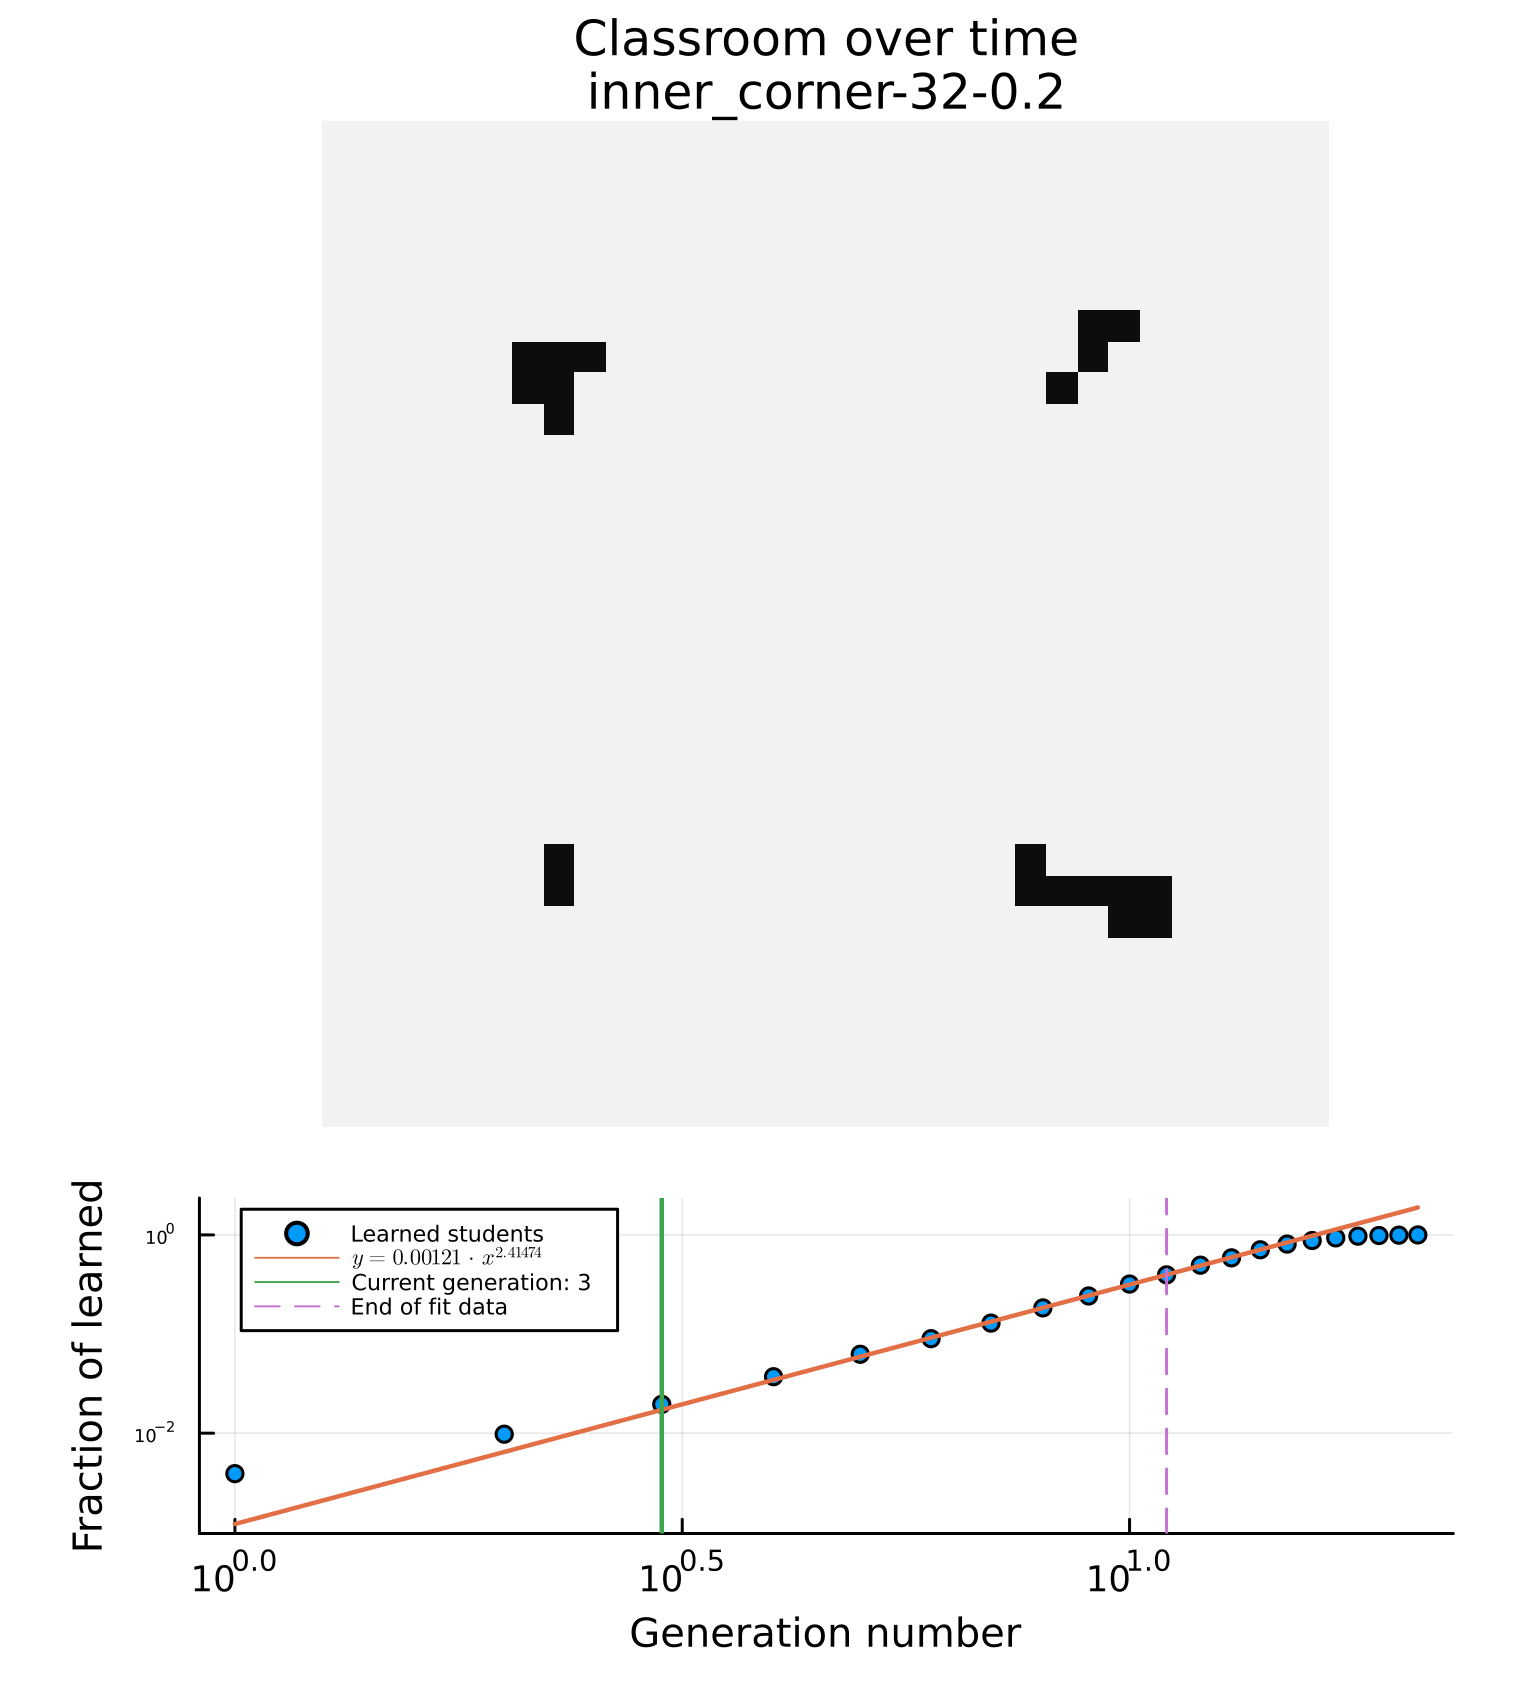 Classroom over time
inner_corner-32-0.2
Fraction of learned
10^0
10^−2
Learned students
y = 0.00121 · x^2.41474
Current generation: 3
End of fit data
10^0.0 10^0.5 10^1.0
Generation number